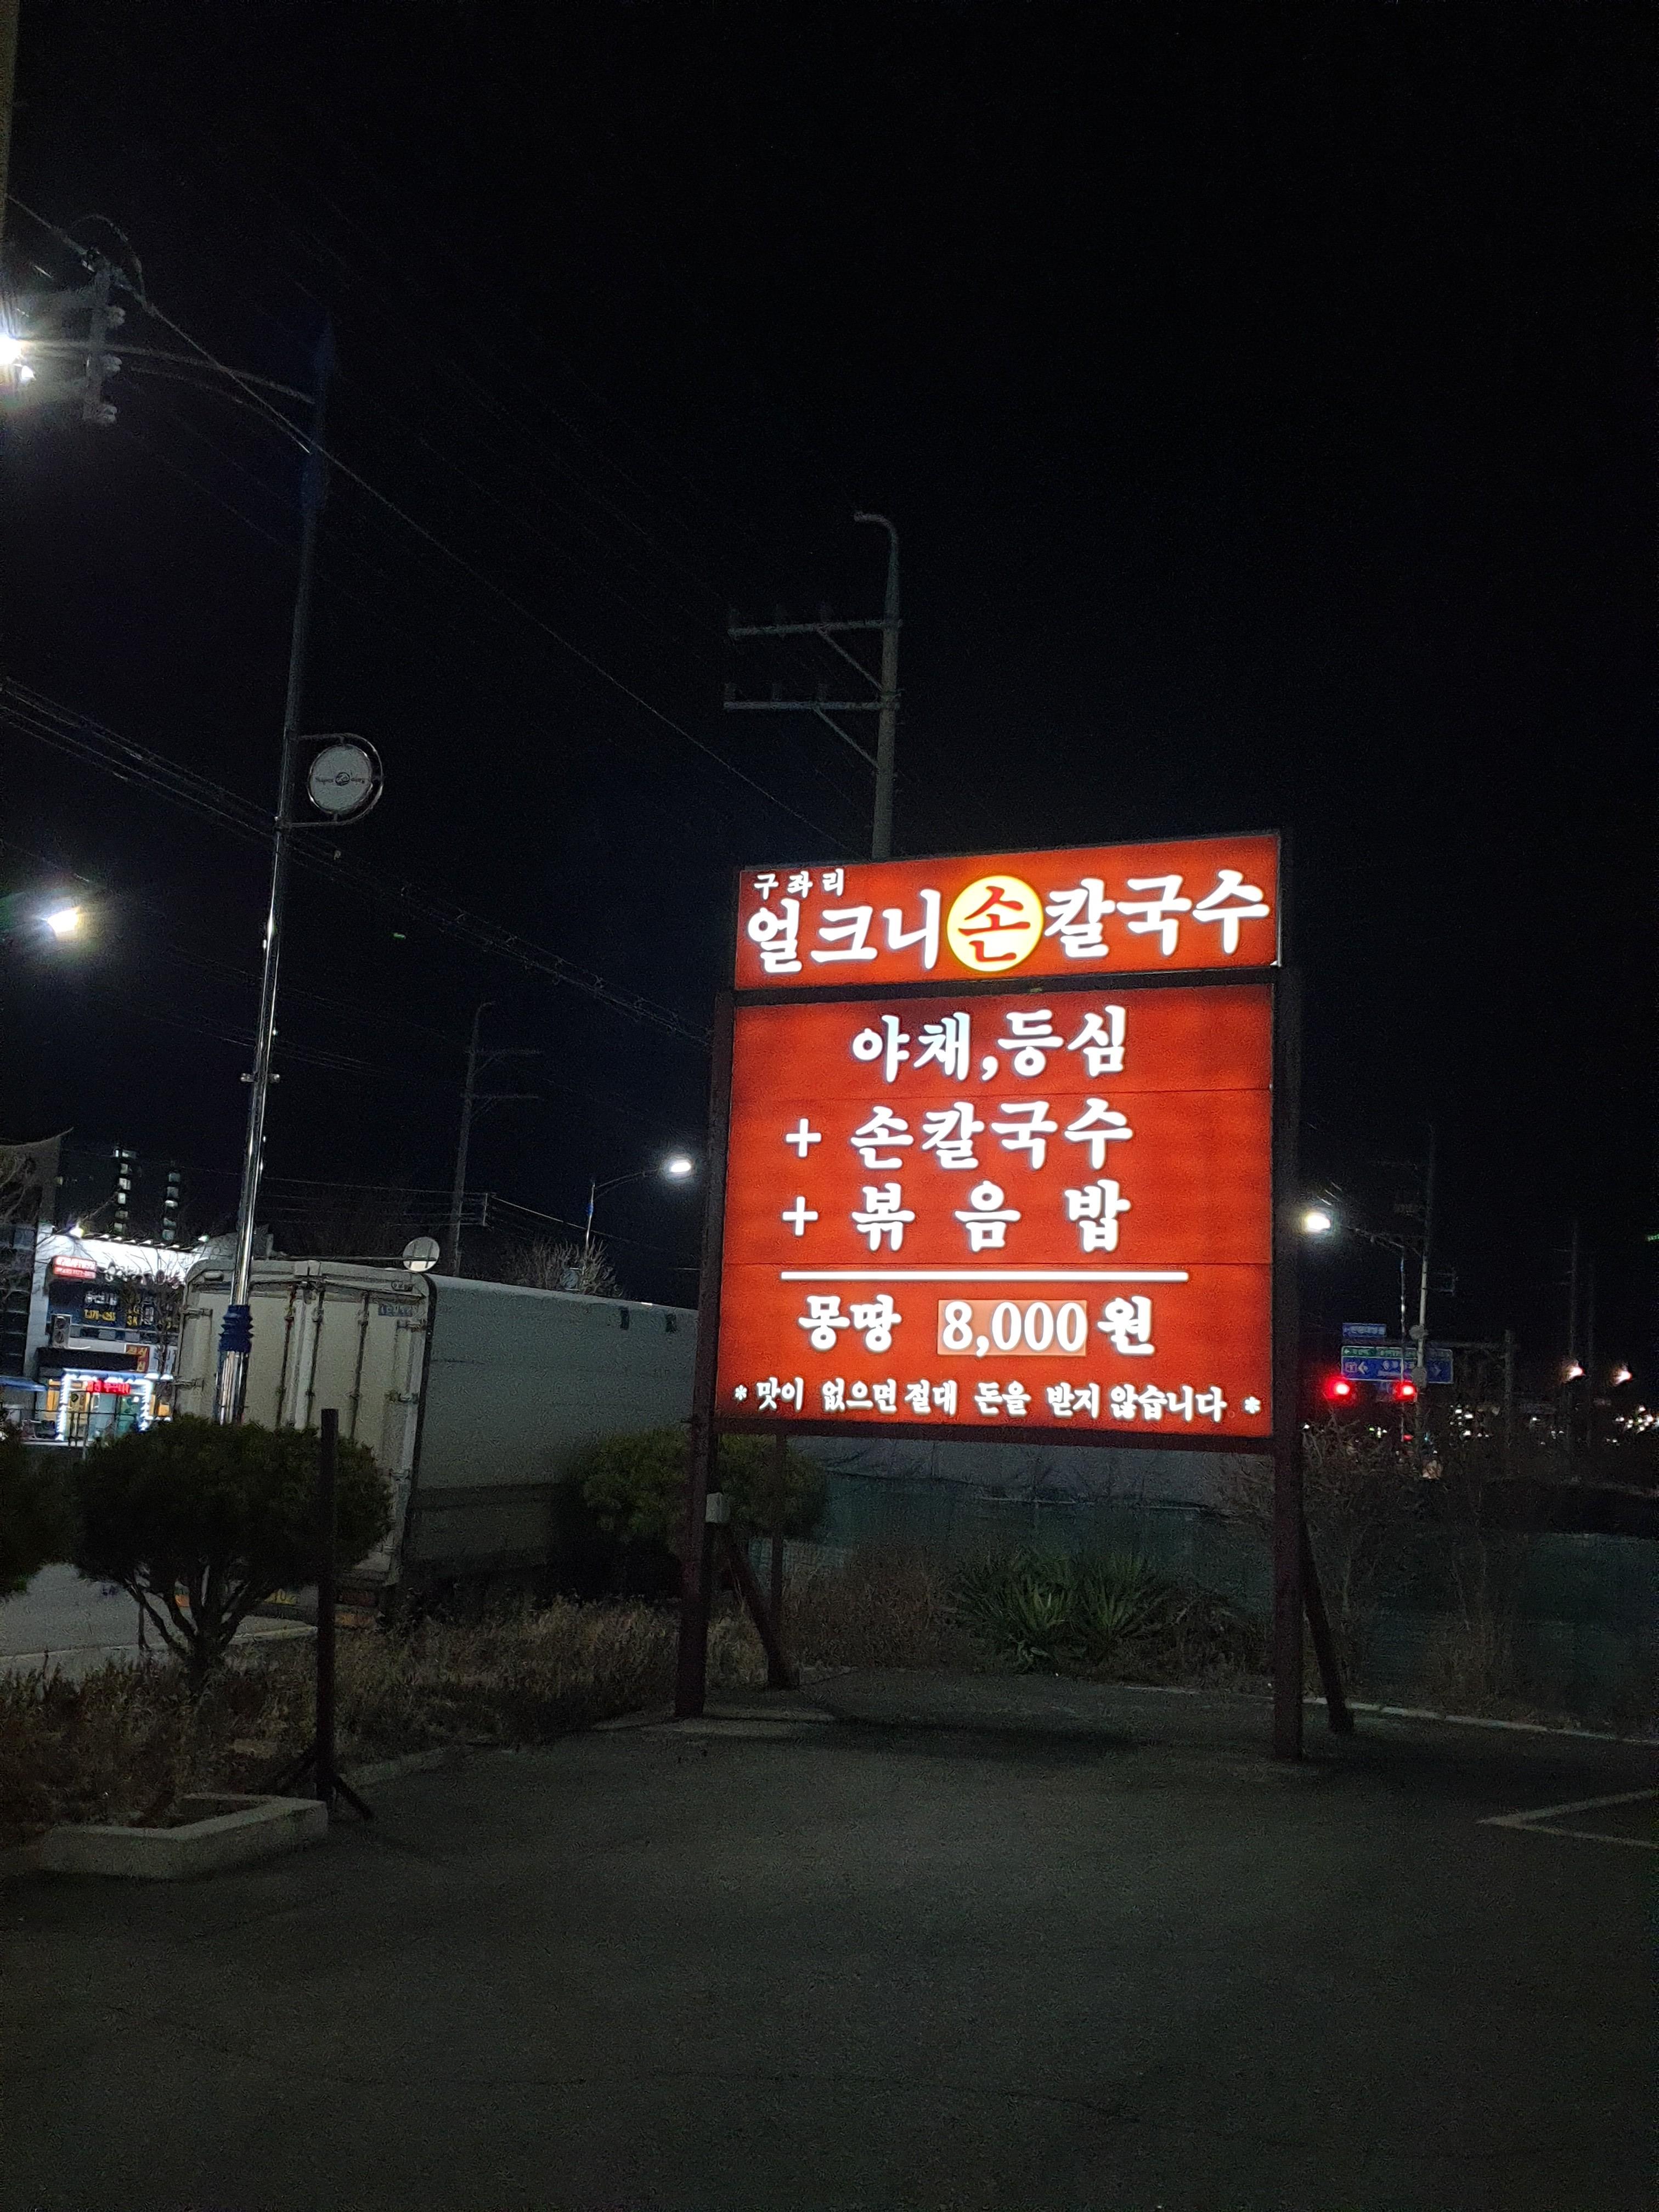 구좌리
얼크니손칼국수
야채,등심
+ 손칼국수
+ 볶음밥
몽땅 8,000원
* 맛이 없으면 절대 돈을 받지 않습니다 *